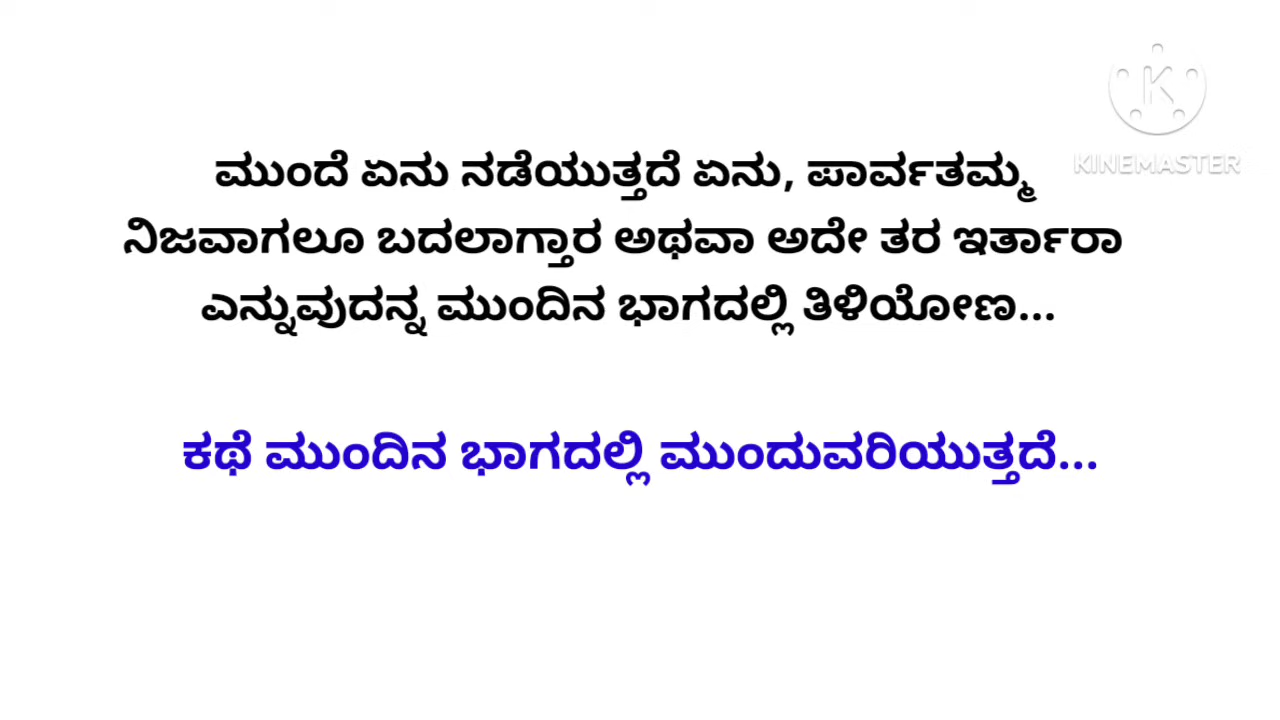 KINEMASTER
ಮುಂದೆ ಏನು ನಡೆಯುತ್ತದೆ ಏನು, ಪಾರ್ವತಮ್ಮ
ನಿಜವಾಗಲೂ ಬದಲಾಗ್ತಾರ ಅಥವಾ ಅದೇ ತರ ಇರ್ತಾರಾ
ಎನ್ನುವುದನ್ನ ಮುಂದಿನ ಭಾಗದಲ್ಲಿ ತಿಳಿಯೋಣ...
ಕಥೆ ಮುಂದಿನ ಭಾಗದಲ್ಲಿ ಮುಂದುವರಿಯುತ್ತದೆ...